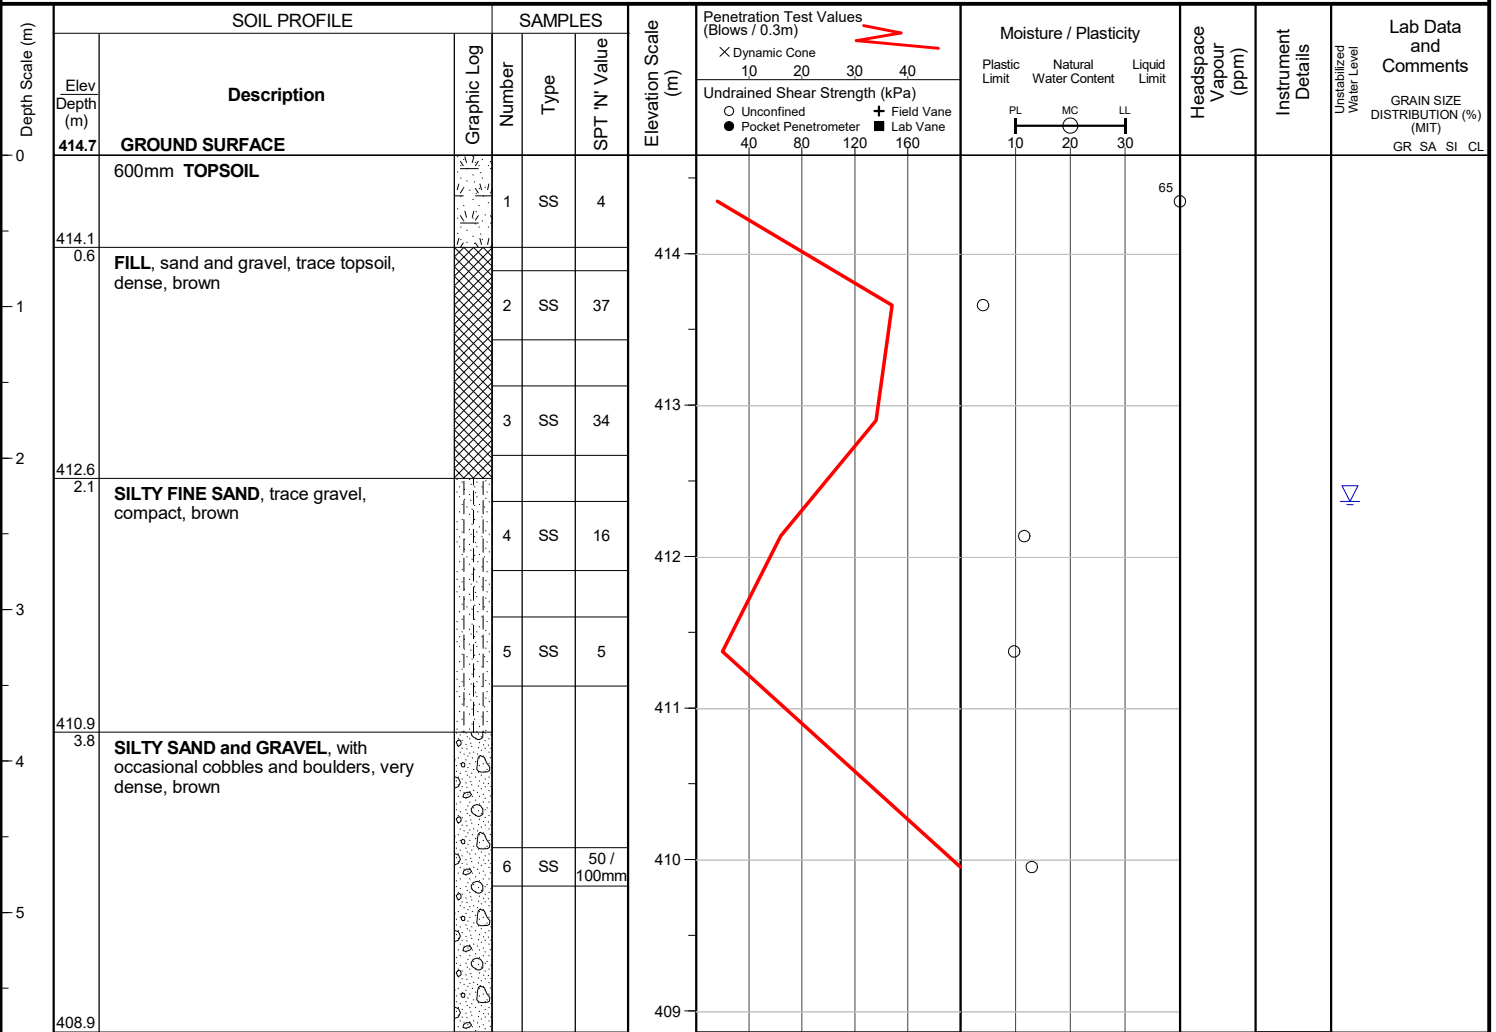 SOIL PROFILE
SAMPLES
Depth Scale (m)
Elev
Depth
(m)
Description
Graphic Log
Number
Type
SPT 'N' Value
Elevation Scale
(m)
Penetration Test Values
(Blows / 0.3m)
× Dynamic Cone
10 20 30 40
Undrained Shear Strength (kPa)
Unconfined
Field Vane
Pocket Penetrometer
Lab Vane
40 80 120 160
Moisture / Plasticity
Plastic
Limit
Natural
Water Content
Liquid
Limit
PL MC LL
10 20 30
Headspace
Vapour
(ppm)
Instrument
Details
Unstabilized
Water Level
Lab Data
and
Comments
GRAIN SIZE
DISTRIBUTION (%)
(MIT)
GR SA SI CL
414.7 GROUND SURFACE
0
600mm TOPSOIL
1 SS 4
65
414.1
0.6
FILL, sand and gravel, trace topsoil,
dense, brown
414
1
2 SS 37
413
3 SS 34
2
412.6
2.1
SILTY FINE SAND, trace gravel,
compact, brown
4 SS 16
412
3
5 SS 5
411
410.9
3.8
SILTY SAND and GRAVEL, with
occasional cobbles and boulders, very
dense, brown
4
6 SS 50 /
100mm
410
5
409
408.9